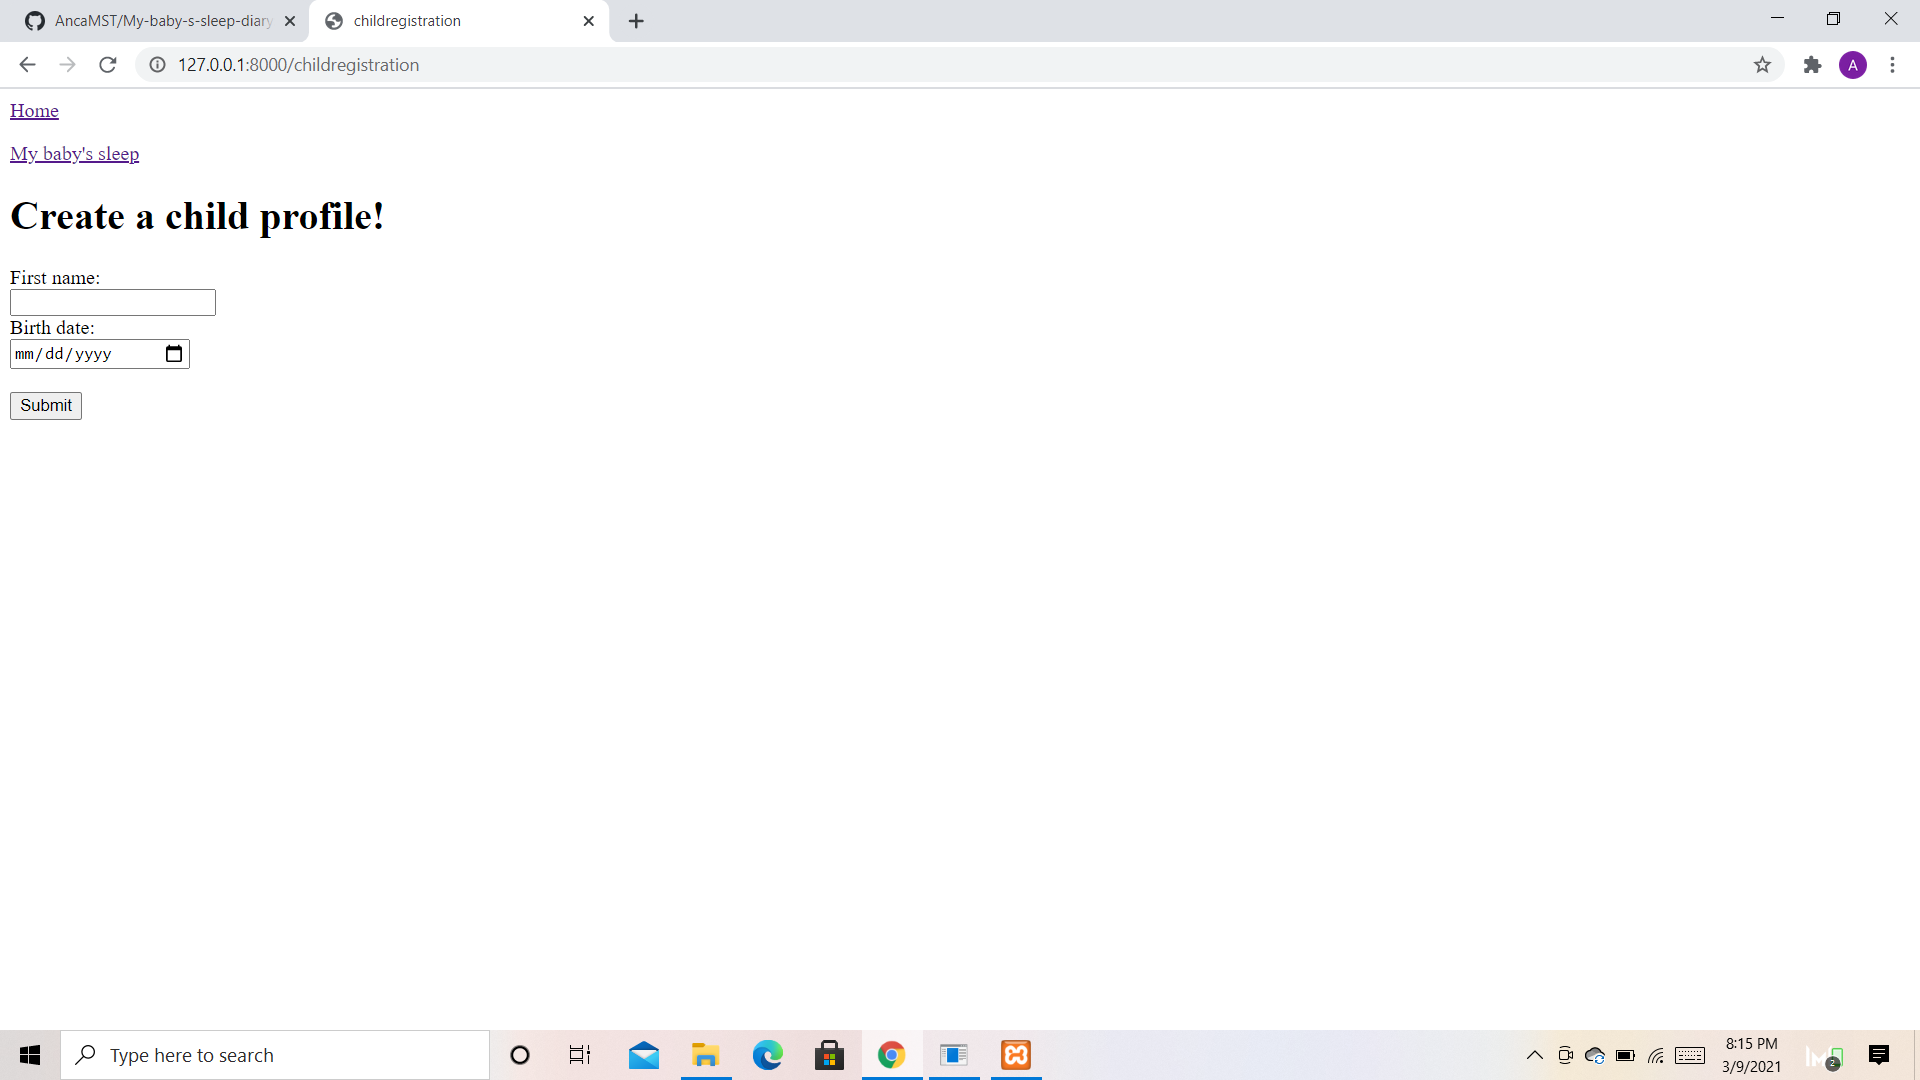 AncaMST/My-baby-s-sleep-diary
childregistration
127.0.0.1:8000/childregistration
A
Home
My baby's sleep
Create a child profile!
First name:
Birth date:
mm/dd/yyyy
Submit
Type here to search
8:15 PM
3/9/2021
2